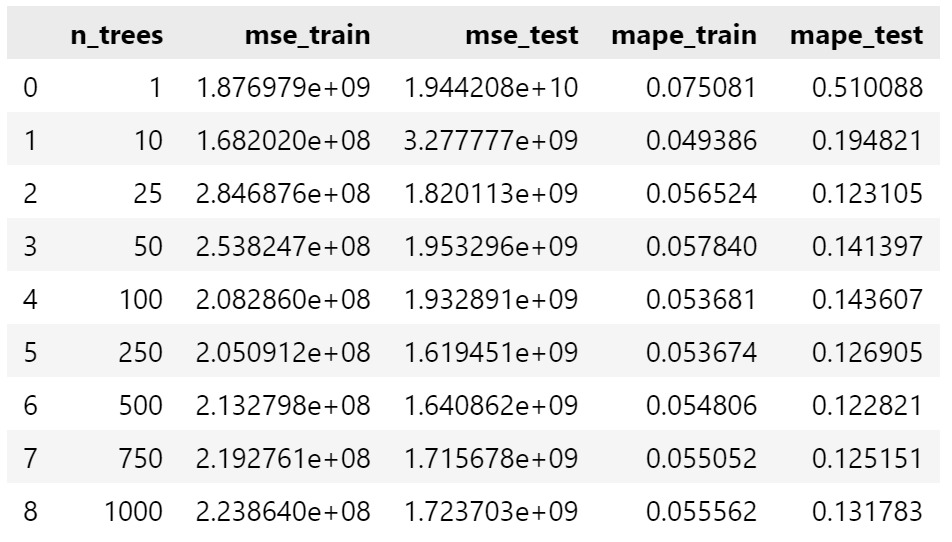 n_trees mse_train mse_test mape_train mape_test
0 1 1.876979e+09 1.944208e+10 0.075081 0.510088
1 10 1.682020e+08 3.277777e+09 0.049386 0.194821
2 25 2.846876e+08 1.820113e+09 0.056524 0.123105
3 50 2.538247e+08 1.953296e+09 0.057840 0.141397
4 100 2.082860e+08 1.932891e+09 0.053681 0.143607
5 250 2.050912e+08 1.619451e+09 0.053674 0.126905
6 500 2.132798e+08 1.640862e+09 0.054806 0.122821
7 750 2.192761e+08 1.715678e+09 0.055052 0.125151
8 1000 2.238640e+08 1.723703e+09 0.055562 0.131783